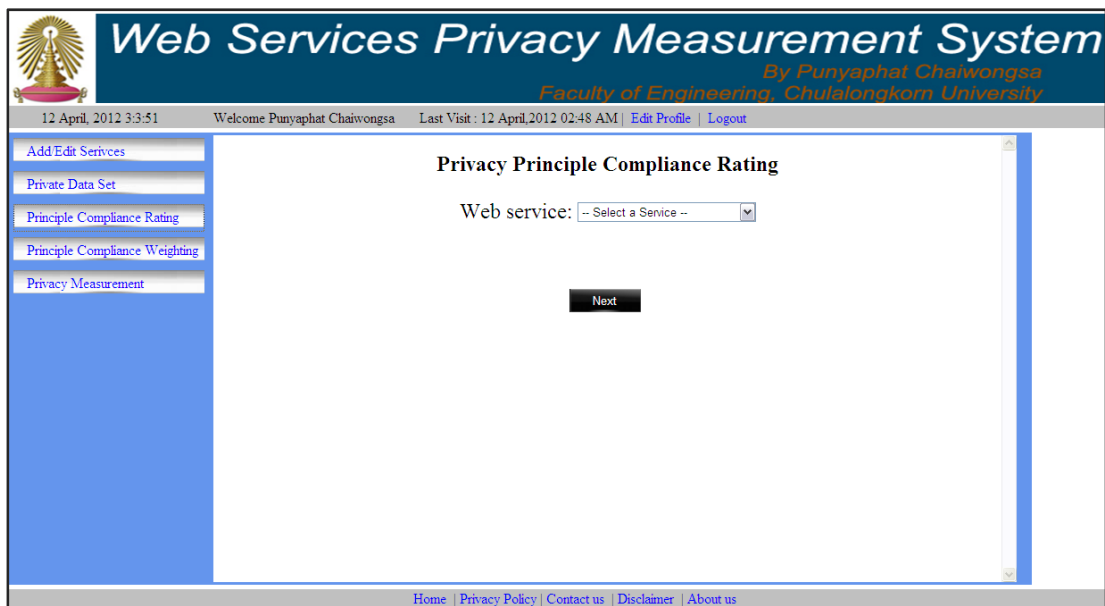 Web Services Privacy Measurement System
By Punyaphat Chaiwongsa
Faculty of Engineering, Chulalongkorn University
12 April, 2012 3:3:51 Welcome Punyaphat Chaiwongsa Last Visit : 12 April,2012 02:48 AM | Edit Profile | Logout
Add/Edit Serivces
Private Data Set
Principle Compliance Rating
Principle Compliance Weighting
Privacy Measurement
Privacy Principle Compliance Rating
Web service: -- Select a Service --
Next
Home | Privacy Policy | Contact us | Disclaimer | About us